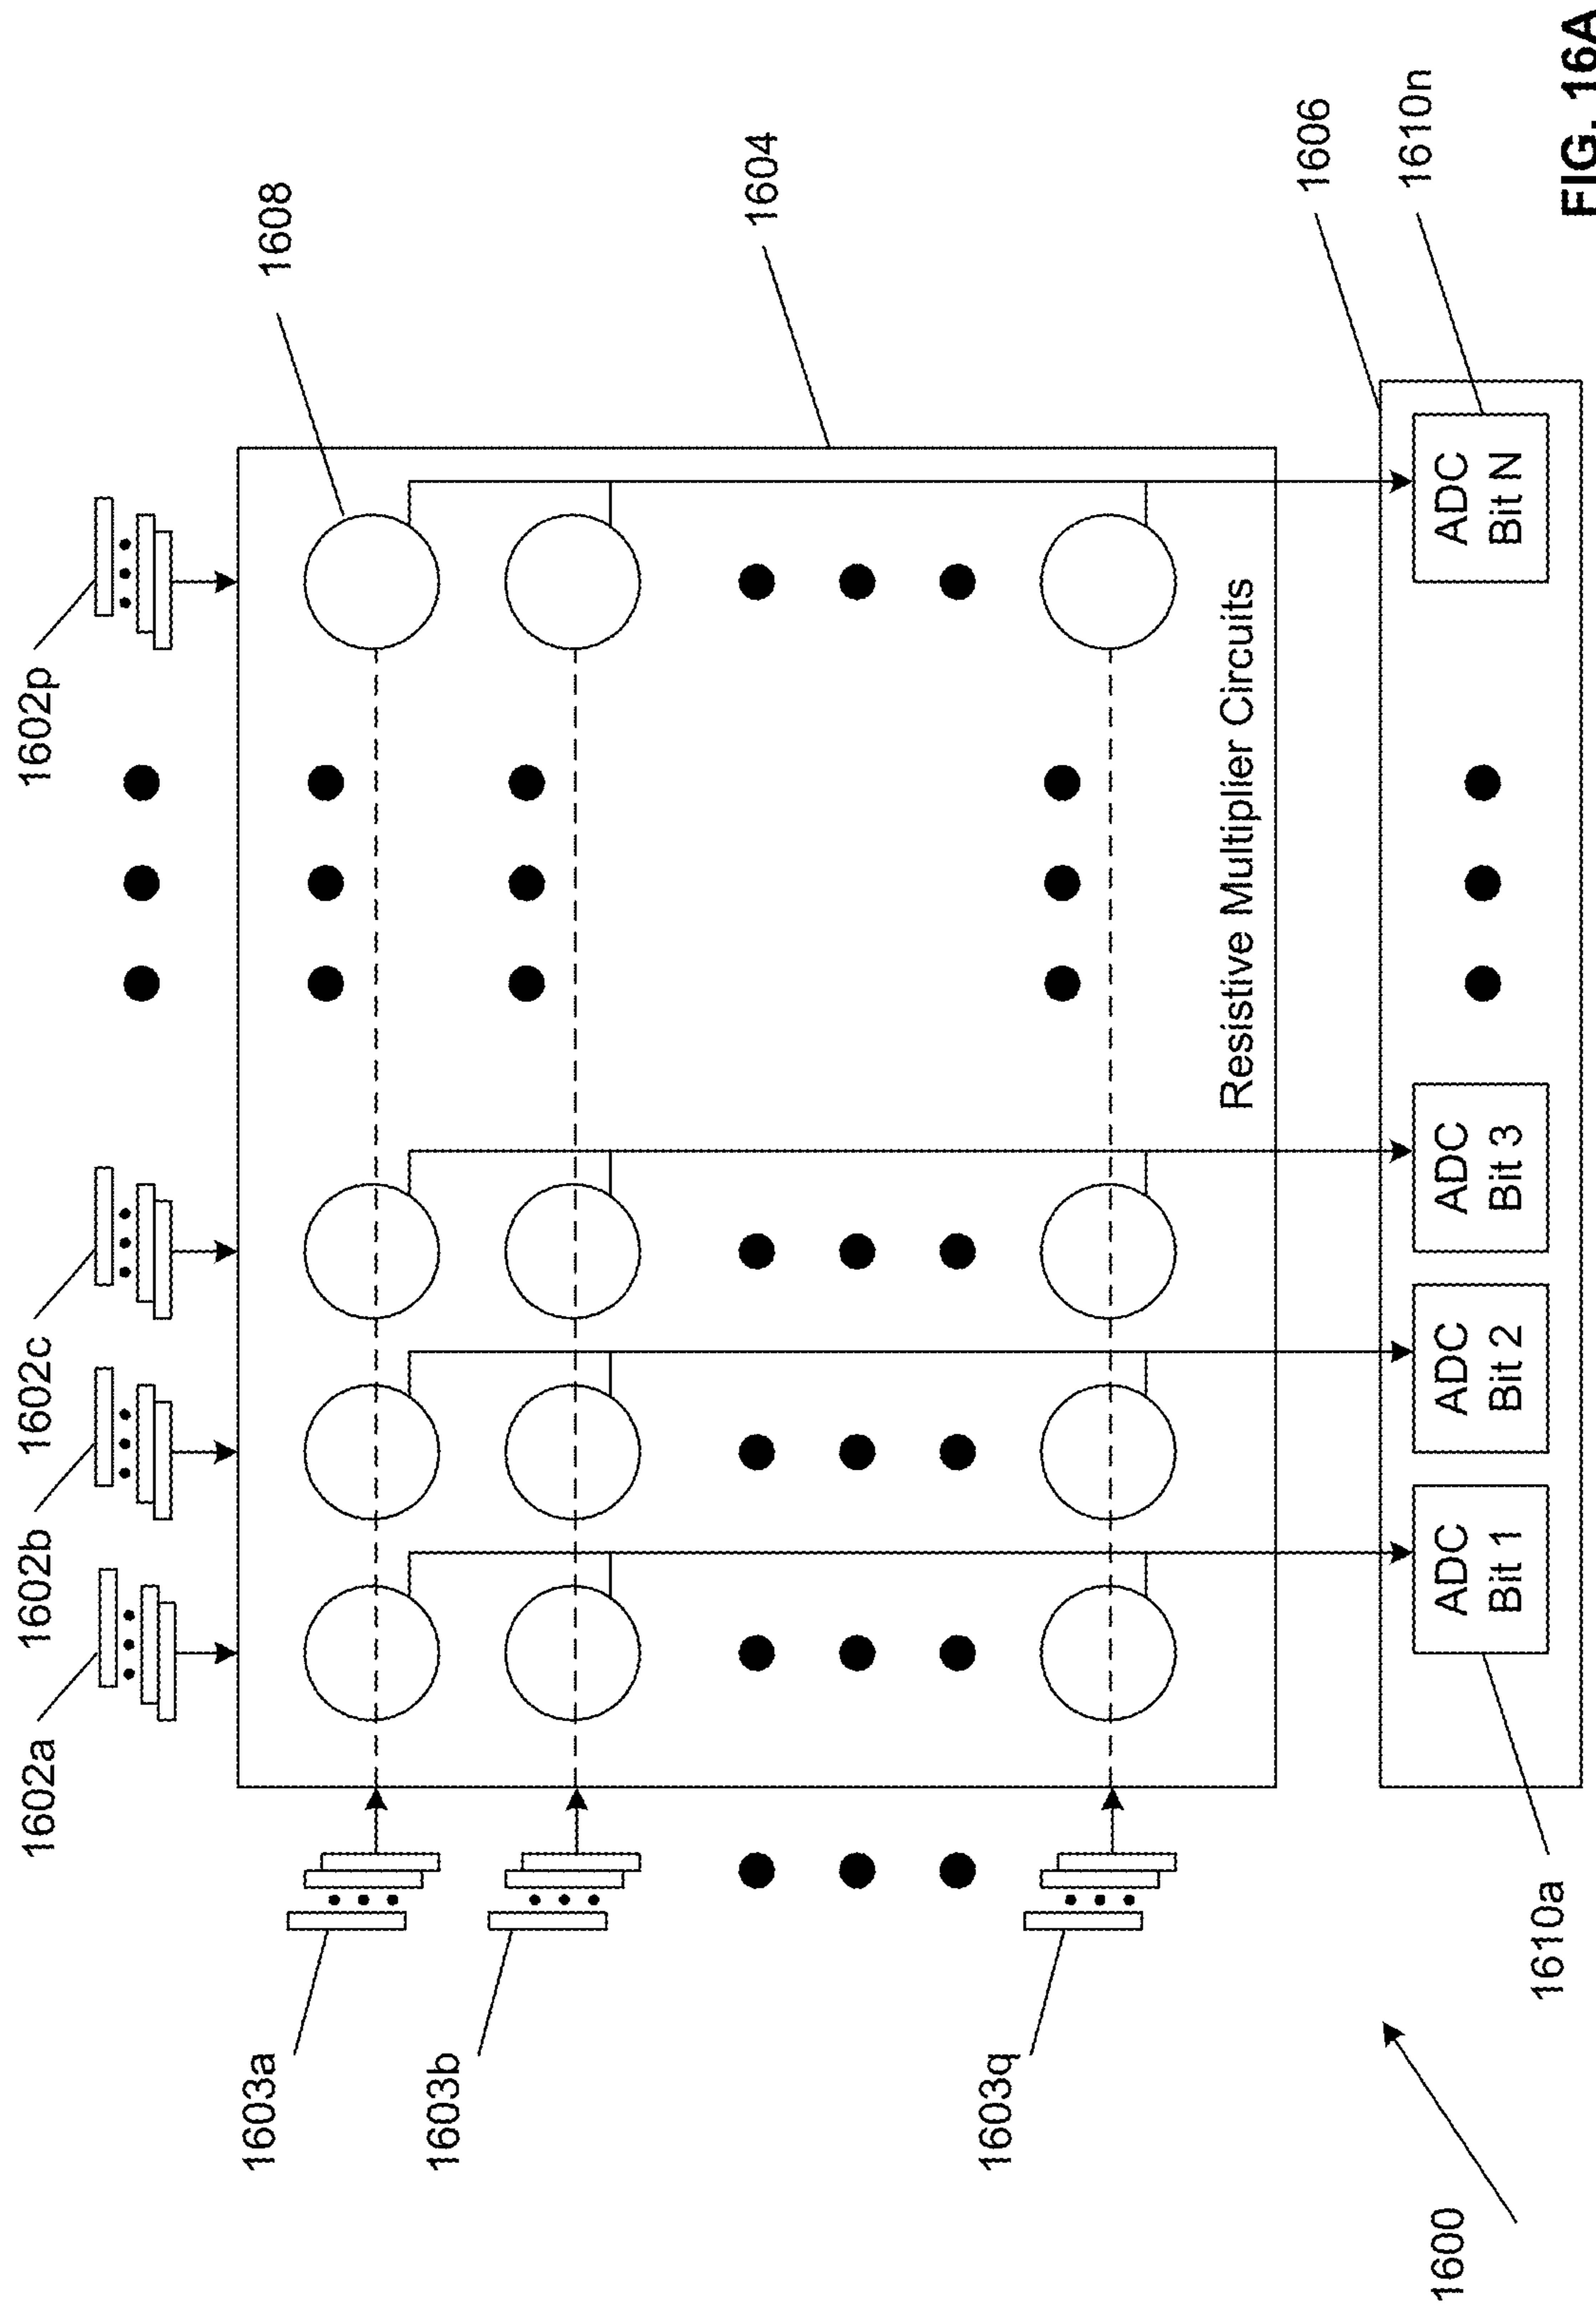 1602a
1602b
1602c
1602p
1608
1604
1603a
1603b
1603q
Resistive Multiplier Circuits
1606
1610n
ADC
Bit 1
ADC
Bit 2
ADC
Bit 3
ADC
Bit N
1610a
1600
FIG. 16A